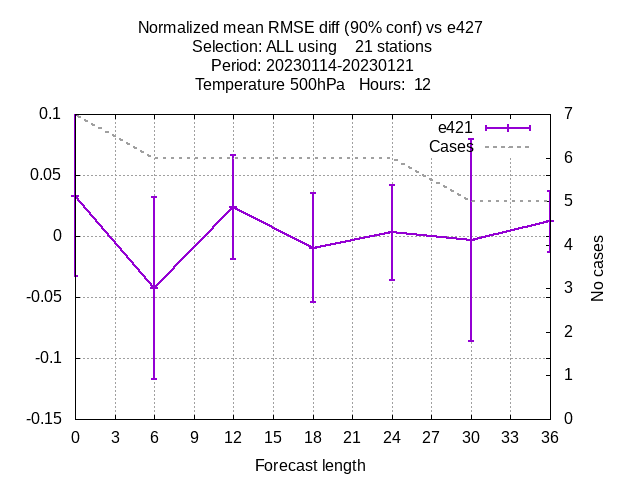 Normalized mean RMSE diff (90% conf) vs e427
Selection: ALL using    21 stations
Period: 20230114-20230121
Temperature 500hPa   Hours:  12
0.1
0.05
0
-0.05
-0.1
-0.15
7
6
5
4
3
2
1
0
e421
Cases
No cases
0 3 6 9 12 15 18 21 24 27 30 33 36
Forecast length